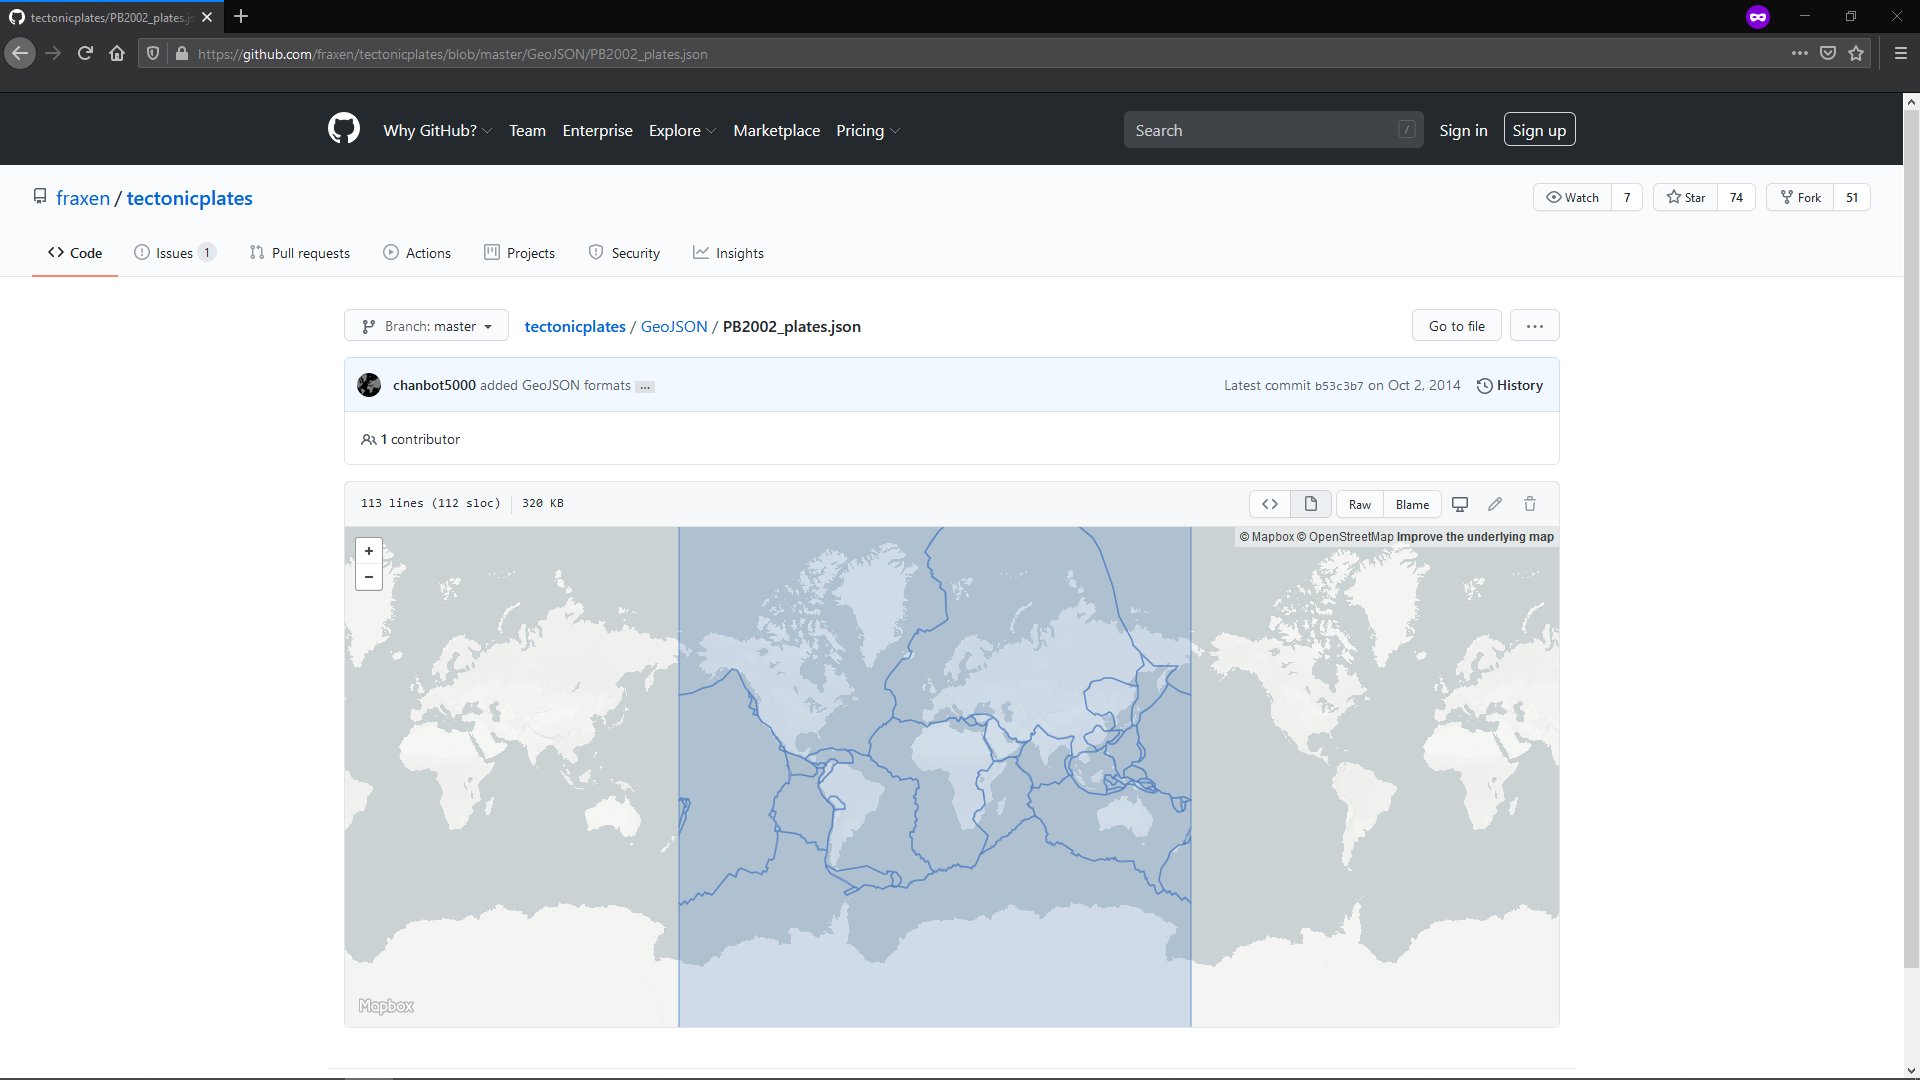 tectonicplates/PB2002_plates.js
https://github.com/fraxen/tectonicplates/blob/master/GeoJSON/PB2002_plates.json
Why GitHub? Team Enterprise Explore Marketplace Pricing Search / Sign in Sign up
fraxen / tectonicplates Watch 7 Star 74 Fork 51
Code Issues 1 Pull requests Actions Projects Security Insights
Branch: master tectonicplates / GeoJSON / PB2002_plates.json Go to file ...
chanbot5000 added GeoJSON formats ... Latest commit b53c3b7 on Oct 2, 2014 History
1 contributor
113 lines (112 sloc) 320 KB <> Raw Blame
© Mapbox © OpenStreetMap Improve the underlying map
+
−
Mapbox